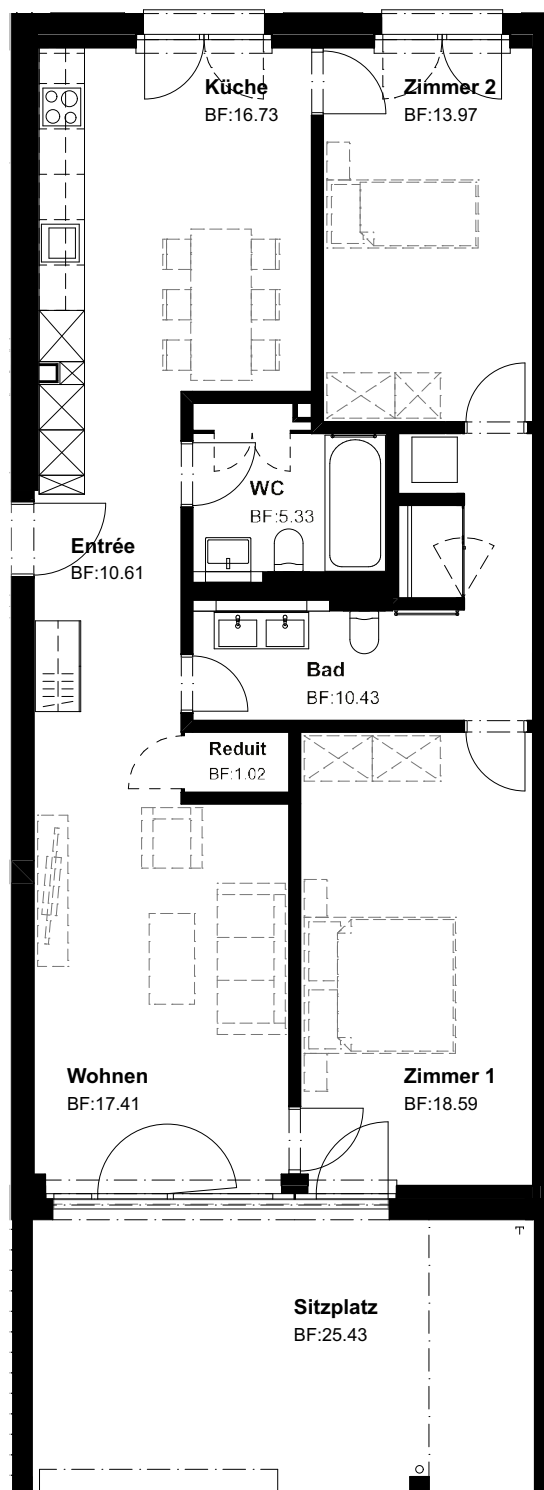 Küche
BF:16.73
Zimmer 2
BF:13.97
WC
BF:5.33
Entrée
BF:10.61
Bad
BF:10.43
Reduit
BF:1.02
Wohnen
BF:17.41
Zimmer 1
BF:18.59
Sitzplatz
BF:25.43